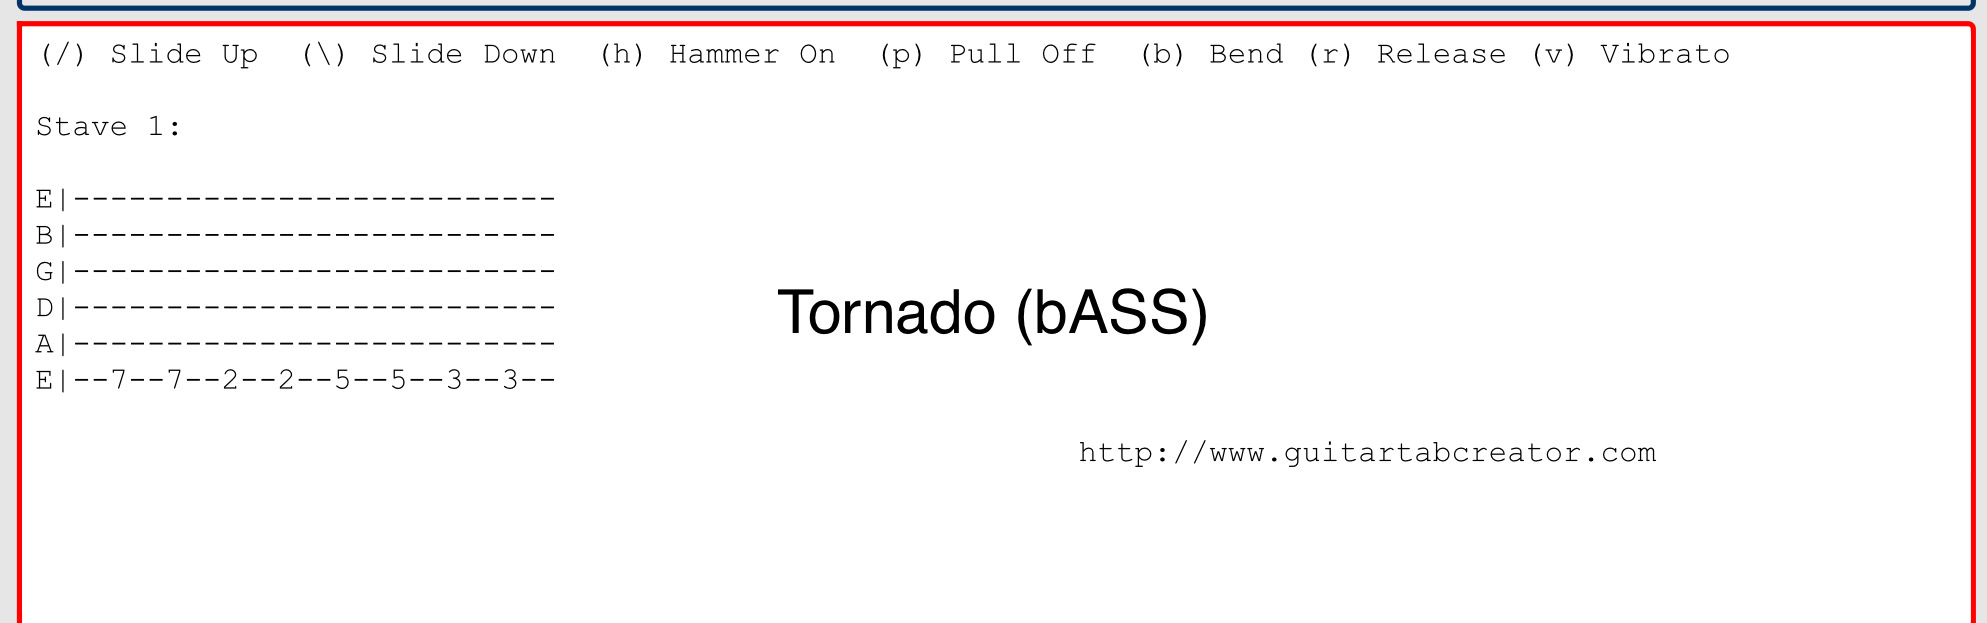 (/) Slide Up  (\) Slide Down  (h) Hammer On  (p) Pull Off  (b) Bend (r) Release (v) Vibrato
Stave 1:
E|--------------------------
B|--------------------------
G|--------------------------
D|--------------------------
A|--------------------------
E|--7--7--2--2--5--5--3--3--
Tornado (bASS)
http://www.guitartabcreator.com